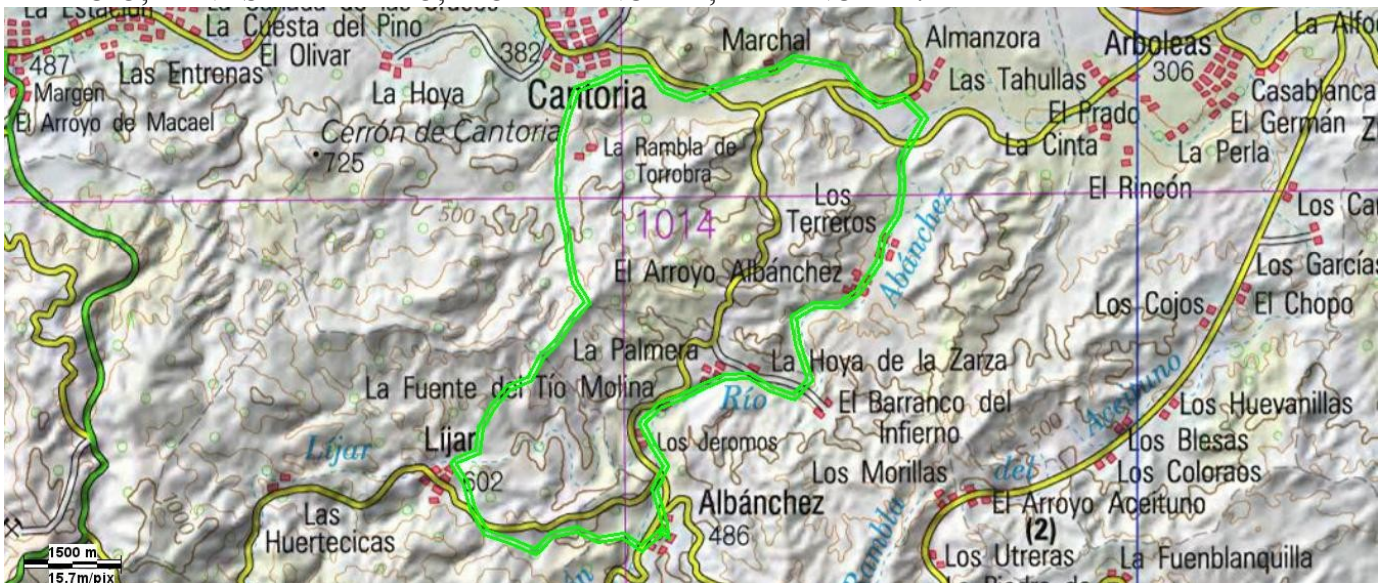 La Cuesta del Pino
382
Marchal
Almanzora
Arboleas
487
Las Entrenas
El Olivar
306
Margen
La Hoya
Cantoria
Las Tahullas
Casablanca
El Arroyo de Macael
Cerrón de Cantoria
El Prado
El Germán
725
La Rambla de
Torrobra
La Cinta
La Perla
El Rincón
500
1014
Los
Terreros
Abánchez
Los García
El Arroyo Albánchez
Los Cojos
El Chopo
La Palmera
La Hoya de la Zarza
La Fuente del Tío Molina
Río
El Barranco del
Infierno
500
Aceituno
Los Huevanillas
Líjar
Líjar
Los Jeromos
Los Blesas
602
Los Morillas
del
Los Coloraos
Albánchez
486
El Arroyo Aceituno
(2)
Las
Huertecicas
1000
Rambla
Los Utreras
La Fuenblanquilla
1500 m
15.7m/pix